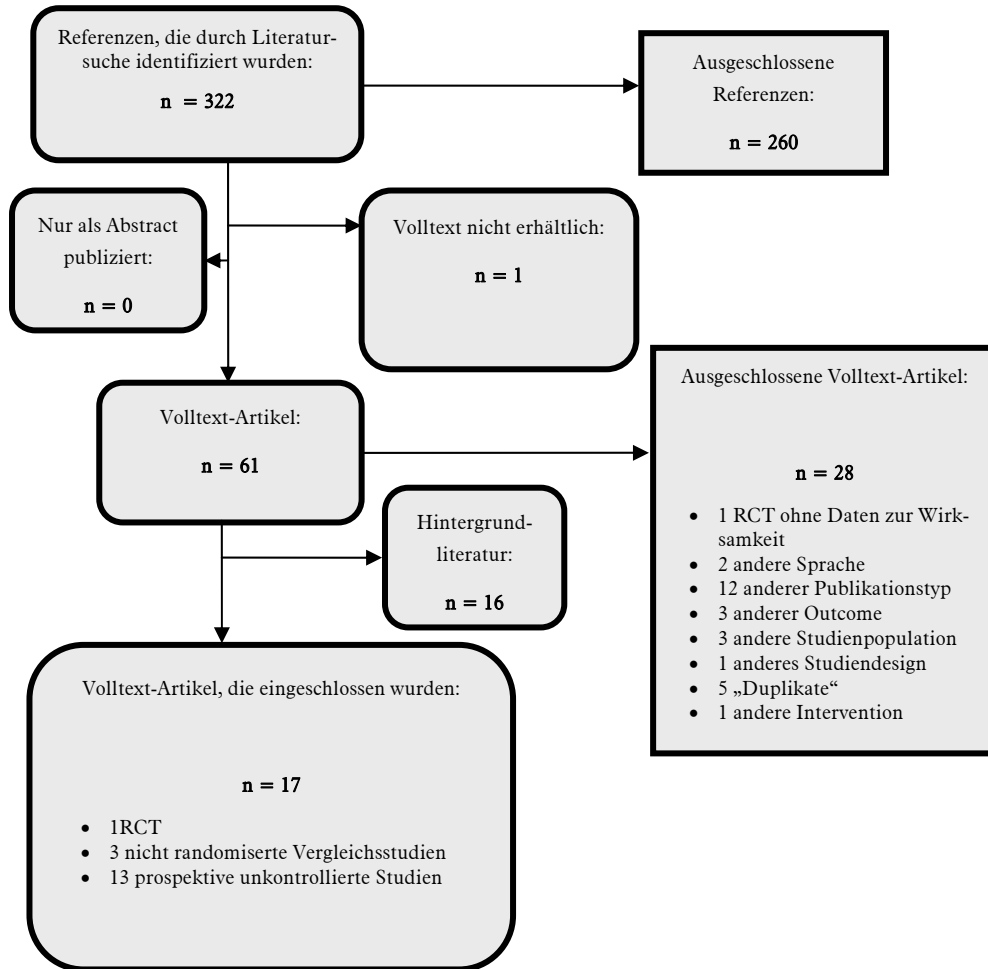 Referenzen, die durch Literatur-
suche identifiziert wurden:
n = 322
Ausgeschlossene
Referenzen:
n = 260
Nur als Abstract
publiziert:
n = 0
Volltext nicht erhältlich:
n = 1
Volltext-Artikel:
n = 61
Ausgeschlossene Volltext-Artikel:
n = 28
• 1 RCT ohne Daten zur Wirk-
samkeit
• 2 andere Sprache
• 12 anderer Publikationstyp
• 3 anderer Outcome
• 3 andere Studienpopulation
• 1 anderes Studiendesign
• 5 „Duplikate“
• 1 andere Intervention
Hintergrund-
literatur:
n = 16
Volltext-Artikel, die eingeschlossen wurden:
n = 17
• 1RCT
• 3 nicht randomiserte Vergleichsstudien
• 13 prospektive unkontrollierte Studien